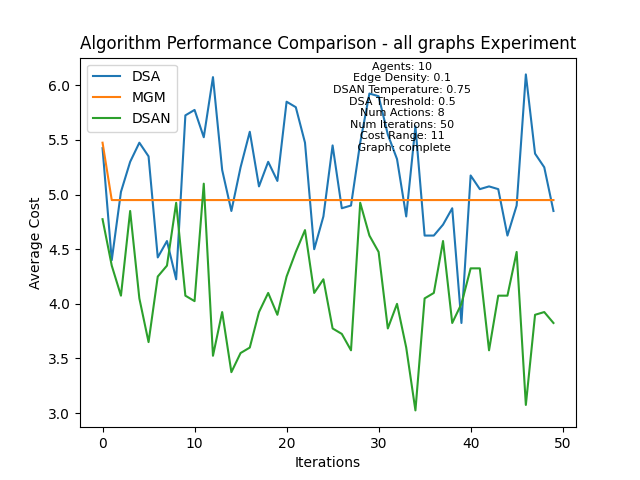 Algorithm Performance Comparison - all graphs Experiment
DSA
MGM
DSAN
Agents: 10
Edge Density: 0.1
DSAN Temperature: 0.75
DSA Threshold: 0.5
Num Actions: 8
Num Iterations: 50
Cost Range: 11
Graph: complete
Average Cost
6.0
5.5
5.0
4.5
4.0
3.5
3.0
0 10 20 30 40 50
Iterations